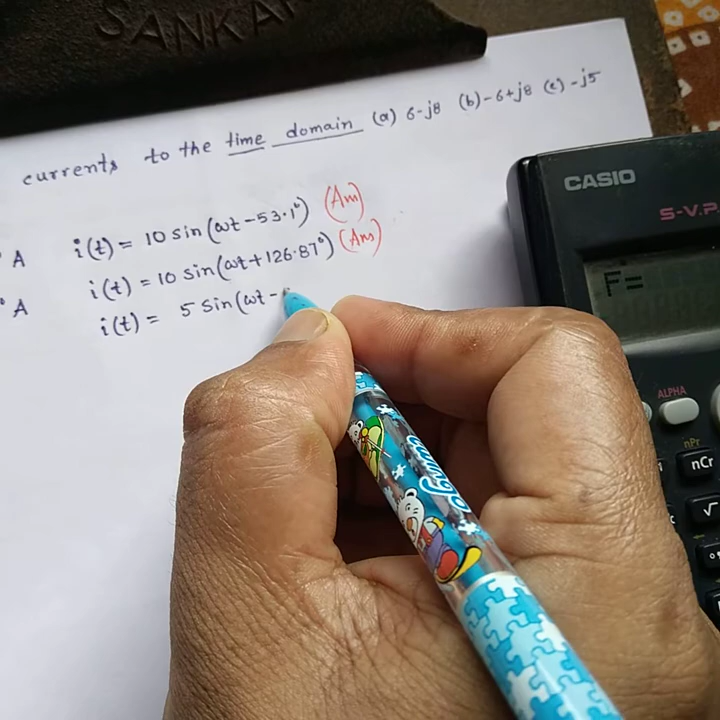 SANKAR
currents to the time domain (a) 6-j8 (b) -6+j8 (c) -j5
° A i(t) = 10 sin(ωt-53.1°) (Am)
° A i(t) = 10 sin(ωt+126.87°) (Am)
i(t) = 5 sin(ωt -
CASIO
S-V.P.
F=
ALPHA
nPr
nCr
√